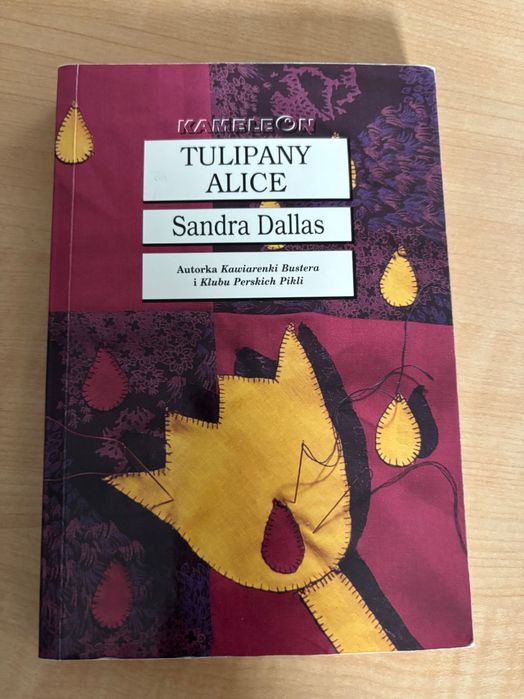 KAMELEON
TULIPANY
ALICE
Sandra Dallas
Autorka Kawiarenki Bustera
i Klubu Perskich Pikli